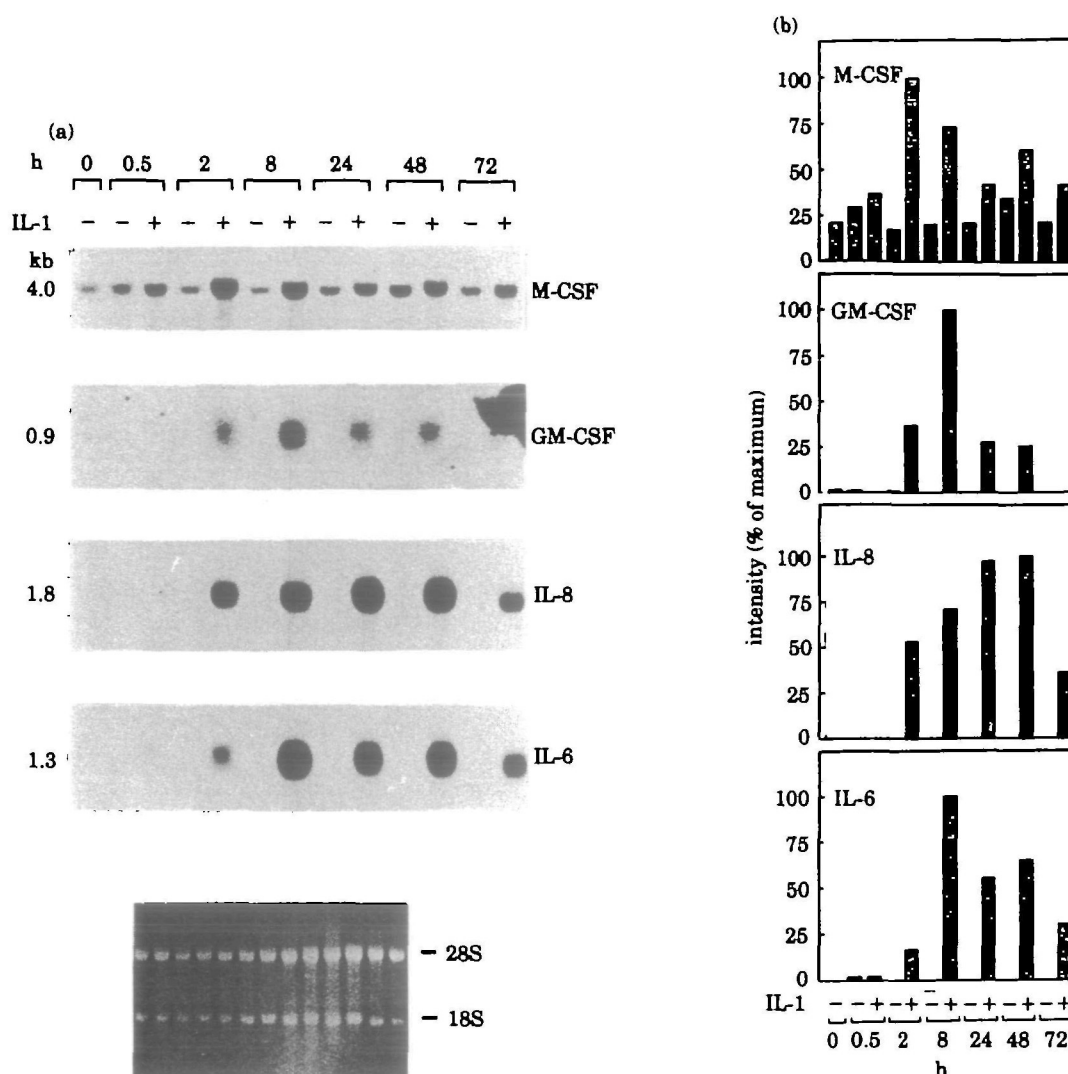 (a)
h 0 0.5 2 8 24 48 72
IL-1 − − + − + − + − + − + − +
kb
4.0 M-CSF
0.9 GM-CSF
1.8 IL-8
1.3 IL-6
− 28S
− 18S
(b)
intensity (% of maximum)
M-CSF
100
75
50
25
0
GM-CSF
100
75
50
25
0
IL-8
100
75
50
25
0
IL-6
100
75
50
25
0
IL-1 − − + − + − + − + − + − +
0 0.5 2 8 24 48 72
h